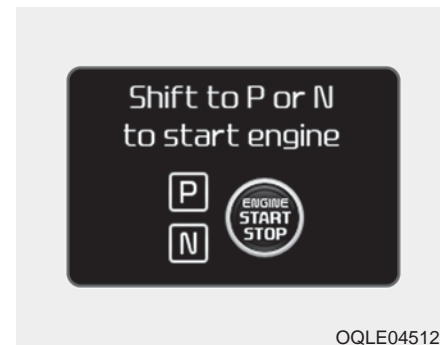 Shift to P or N
to start engine
P
N
ENGINE
START
STOP
OQLE04512